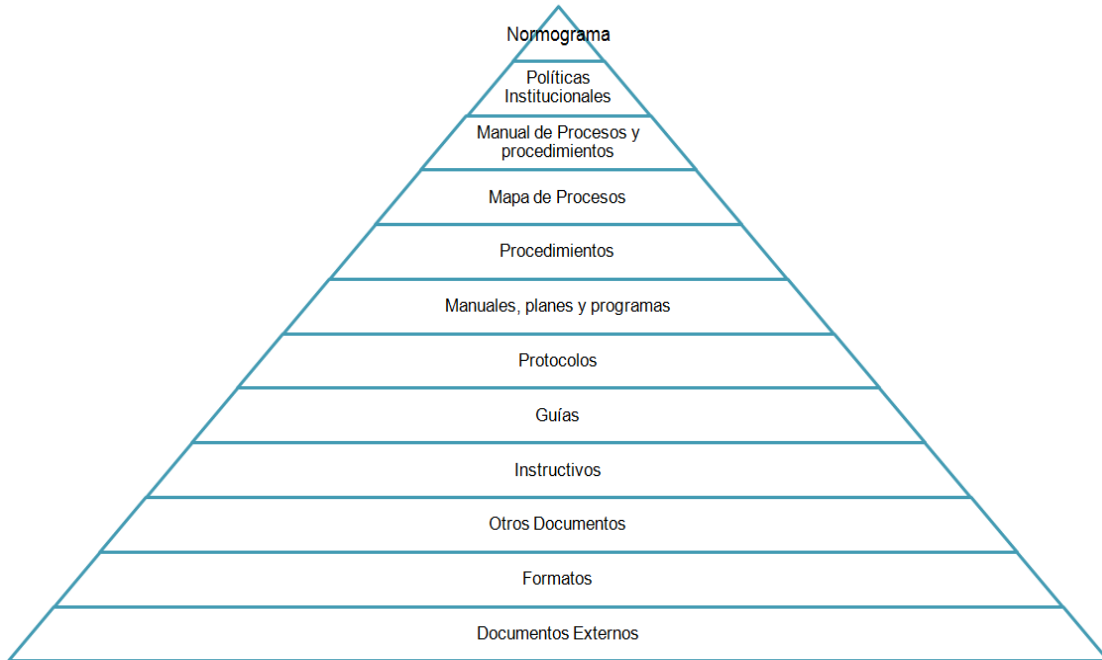 Normograma
Políticas
Institucionales
Manual de Procesos y
procedimientos
Mapa de Procesos
Procedimientos
Manuales, planes y programas
Protocolos
Guías
Instructivos
Otros Documentos
Formatos
Documentos Externos